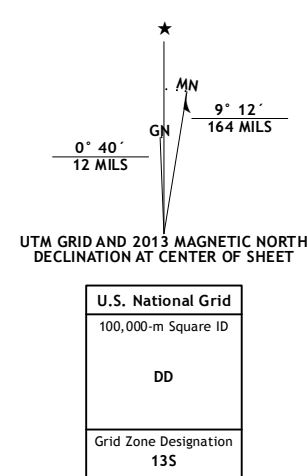 ★
MN
GN
9° 12´
164 MILS
0° 40´
12 MILS
UTM GRID AND 2013 MAGNETIC NORTH
DECLINATION AT CENTER OF SHEET
U.S. National Grid
100,000-m Square ID
DD
Grid Zone Designation
13S